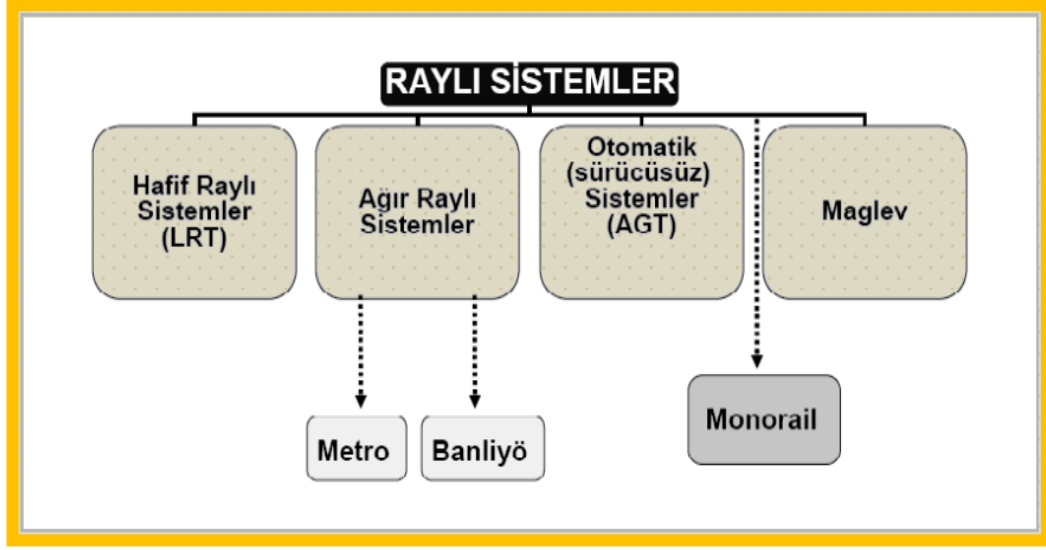 RAYLI SİSTEMLER
Hafif Raylı
Sistemler
(LRT)
Ağır Raylı
Sistemler
Otomatik
(sürücüsüz)
Sistemler
(AGT)
Maglev
Metro
Banliyö
Monorail